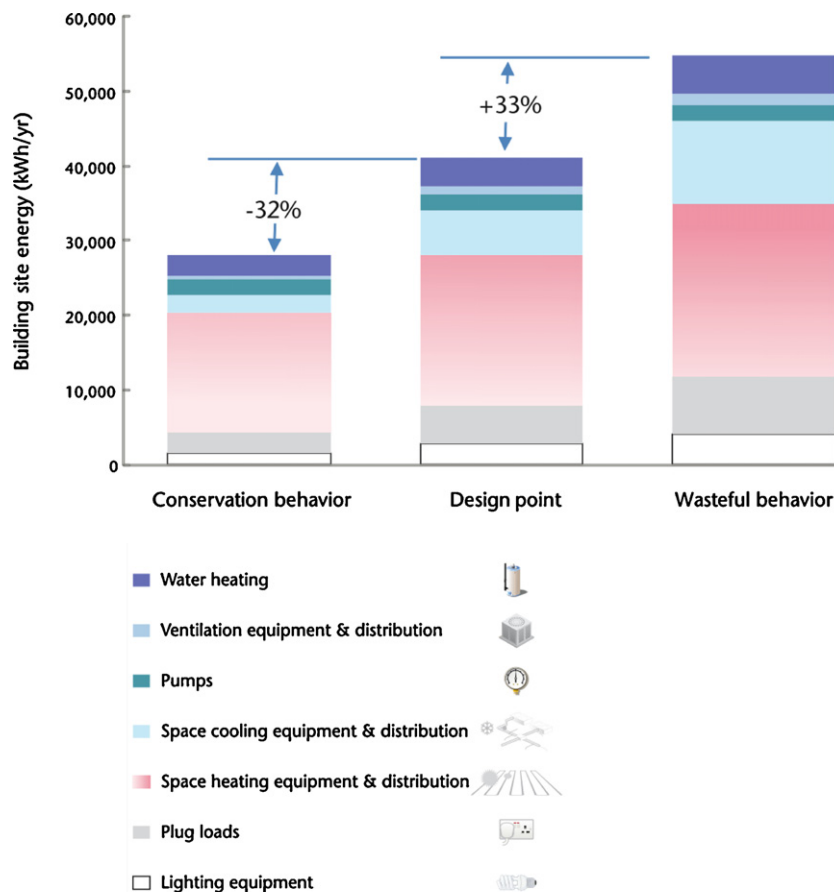 60,000
50,000
40,000
30,000
20,000
10,000
0
Building site energy (kWh/yr)
-32%
+33%
Conservation behavior
Design point
Wasteful behavior
Water heating
Ventilation equipment & distribution
Pumps
Space cooling equipment & distribution
Space heating equipment & distribution
Plug loads
Lighting equipment